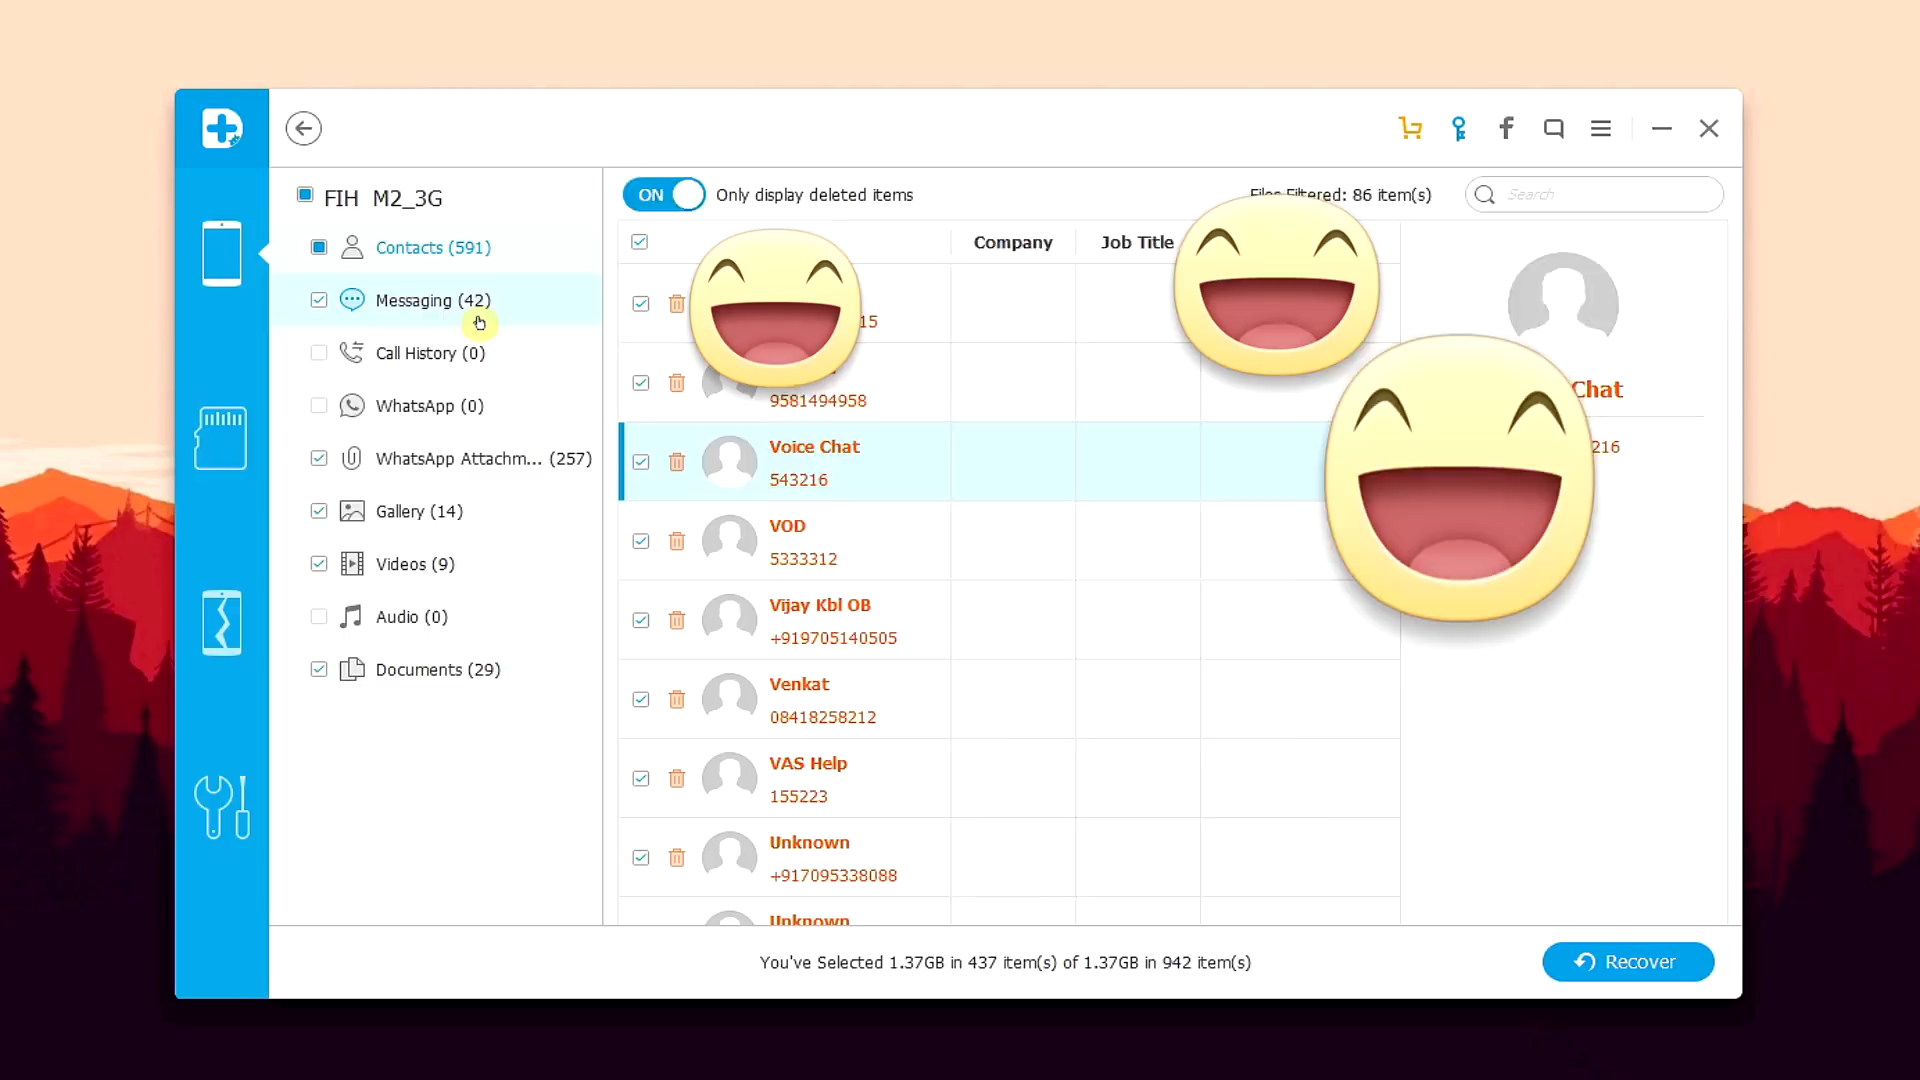 FIH M2_3G
Contacts (591)
Messaging (42)
Call History (0)
WhatsApp (0)
WhatsApp Attachm... (257)
Gallery (14)
Videos (9)
Audio (0)
Documents (29)
ON Only display deleted items
Files Filtered: 86 item(s)
Search
Company Job Title
15
9581494958
Voice Chat
543216
VOD
5333312
Vijay Kbl OB
+919705140505
Venkat
08418258212
VAS Help
155223
Unknown
+917095338088
Unknown
Chat
216
You've Selected 1.37GB in 437 item(s) of 1.37GB in 942 item(s)
Recover